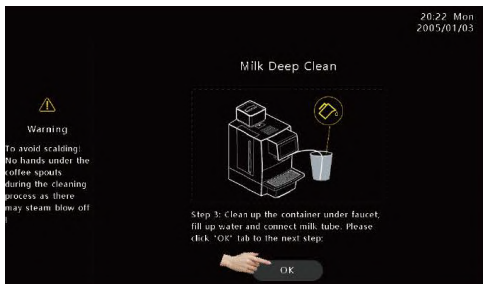 20:22 Mon
2005/01/03
Milk Deep Clean
Warning
To avoid scalding!
No hands under the
coffee spouts
during the cleaning
process as there
may steam blow off
!
Step 3: Clean up the container under faucet,
fill up water and connect milk tube. Please
click "OK" tab to the next step:
OK